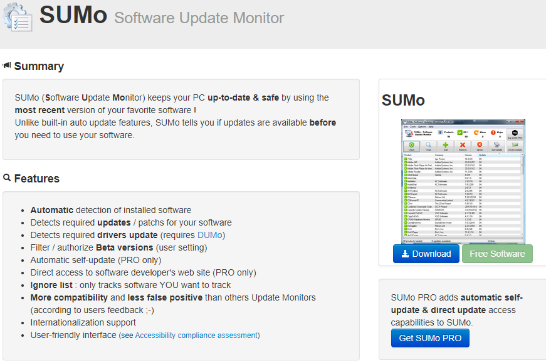 SUMo Software Update Monitor
Summary
SUMo (Software Update Monitor) keeps your PC up-to-date & safe by using the
most recent version of your favorite software !
Unlike built-in auto update features, SUMo tells you if updates are available before
you need to use your software.
Features
Automatic detection of installed software
Detects required updates / patchs for your software
Detects required drivers update (requires DUMo)
Filter / authorize Beta versions (user setting)
Automatic self-update (PRO only)
Direct access to software developer's web site (PRO only)
Ignore list : only tracks software YOU want to track
More compatibility and less false positive than others Update Monitors
(according to users feedback ;-)
Internationalization support
User-friendly interface (see Accessibility compliance assessment)
SUMo
Download
Free Software
SUMo PRO adds automatic self-
update & direct update access
capabilities to SUMo.
Get SUMo PRO